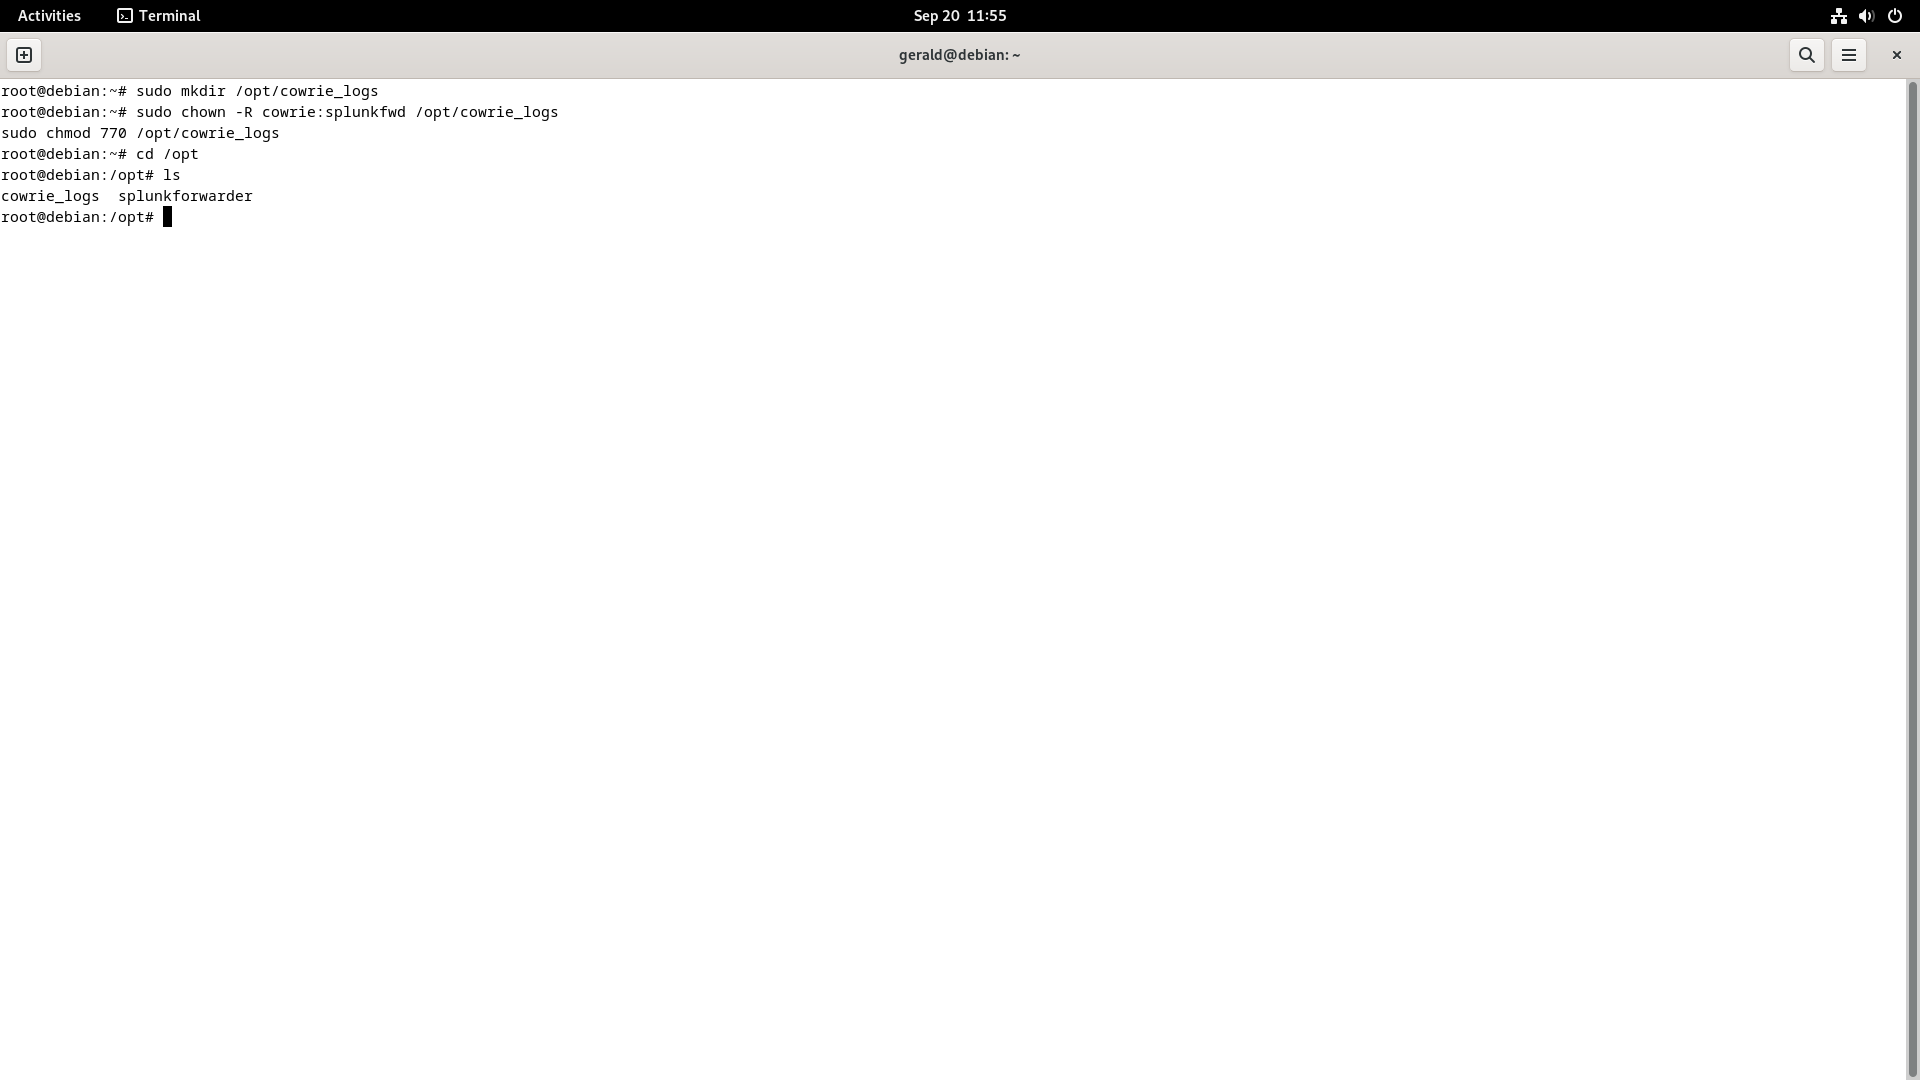 Activities Terminal Sep 20 11:55
gerald@debian: ~
root@debian:~# sudo mkdir /opt/cowrie_logs
root@debian:~# sudo chown -R cowrie:splunkfwd /opt/cowrie_logs
sudo chmod 770 /opt/cowrie_logs
root@debian:~# cd /opt
root@debian:/opt# ls
cowrie_logs  splunkforwarder
root@debian:/opt#